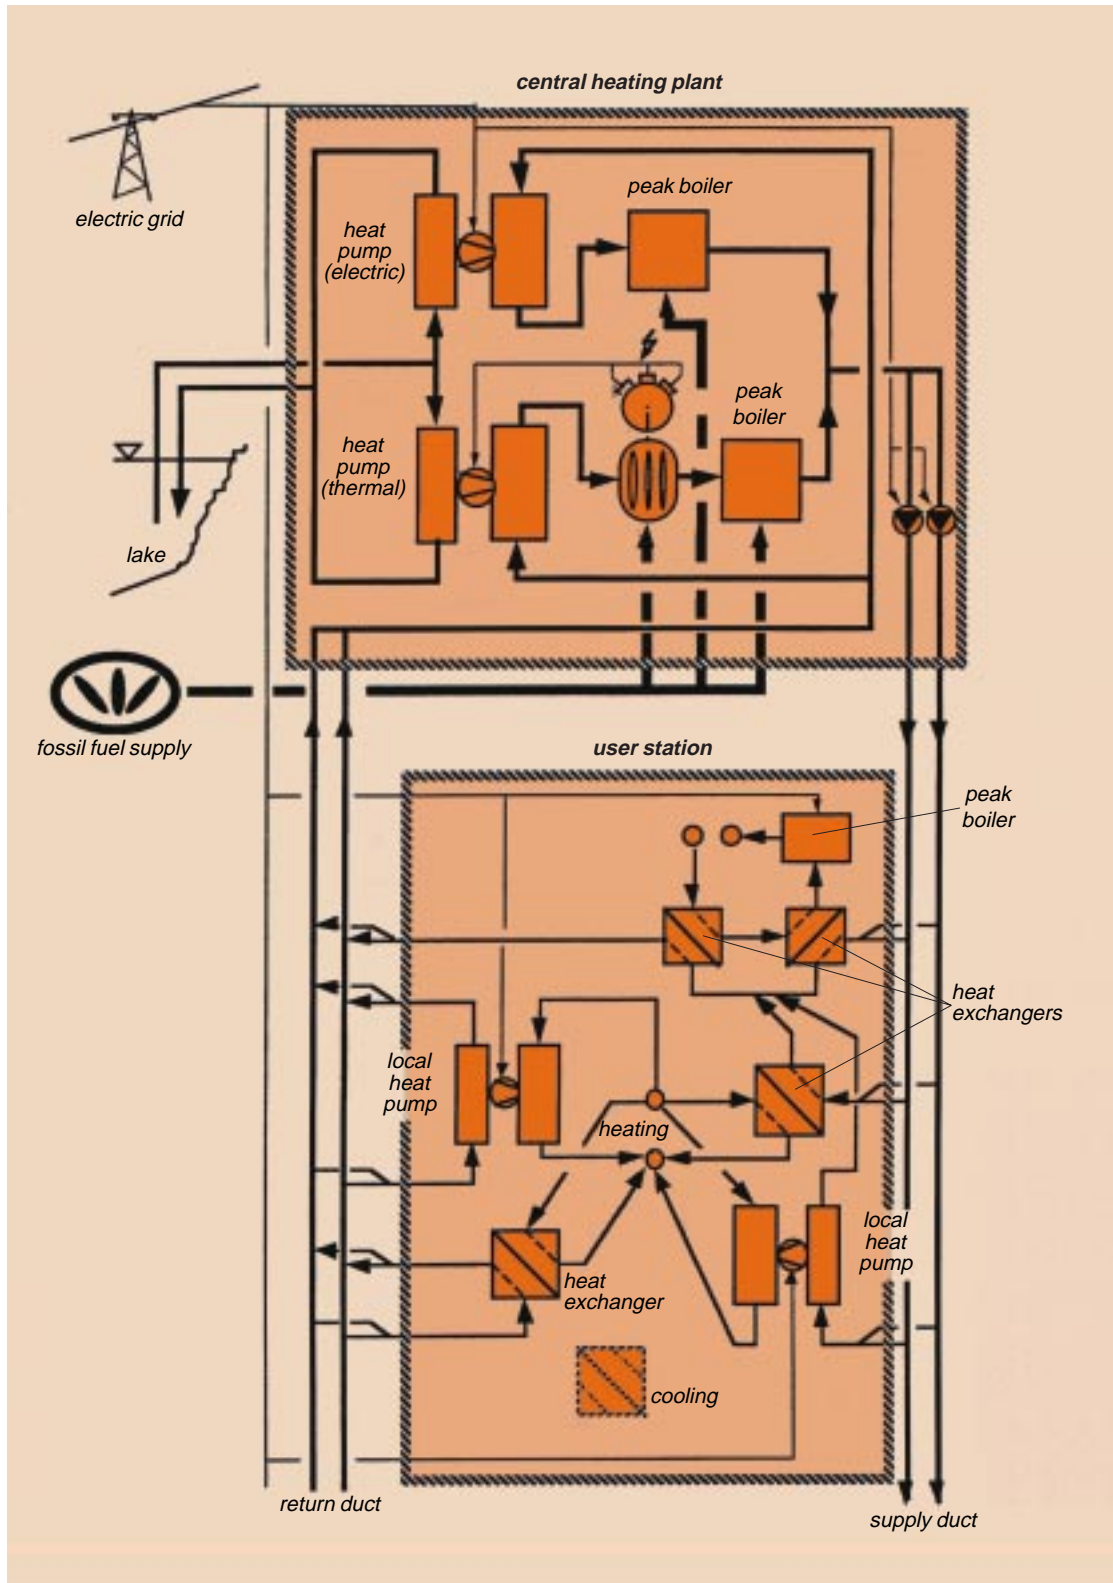 central heating plant
electric grid
peak boiler
heat
pump
(electric)
peak
boiler
heat
pump
(thermal)
lake
fossil fuel supply
user station
peak
boiler
heat
exchangers
local
heat
pump
heating
local
heat
pump
heat
exchanger
cooling
return duct
supply duct